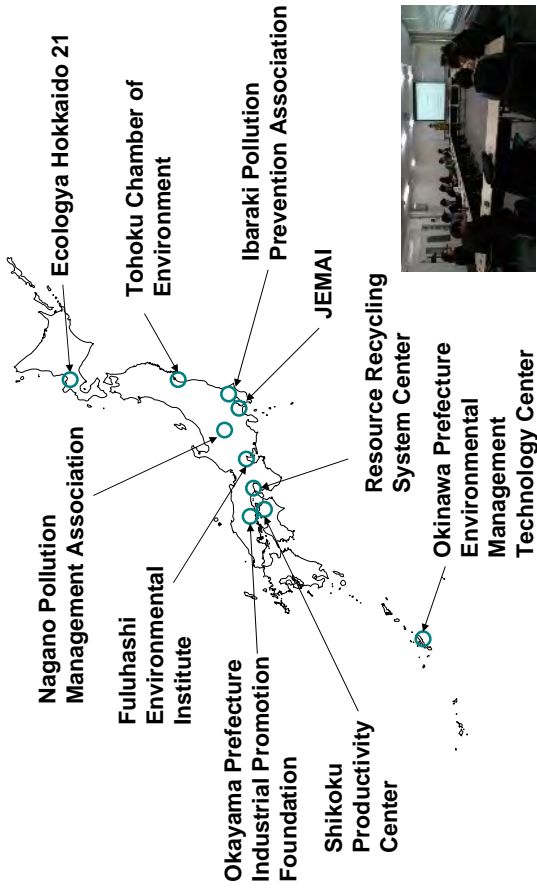 Ecologya Hokkaido 21
Tohoku Chamber of
Environment
Ibaraki Pollution
Prevention Association
JEMAI
Nagano Pollution
Management Association
Fuluhashi
Environmental
Institute
Resource Recycling
System Center
Okayama Prefecture
Industrial Promotion
Foundation
Shikoku
Productivity
Center
Okinawa Prefecture
Environmental
Management
Technology Center